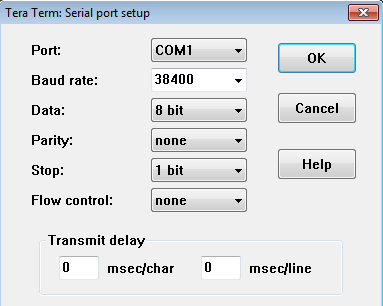 Tera Term: Serial port setup
Port: COM1 OK
Baud rate: 38400
Data: 8 bit Cancel
Parity: none
Stop: 1 bit Help
Flow control: none
Transmit delay
0 msec/char 0 msec/line